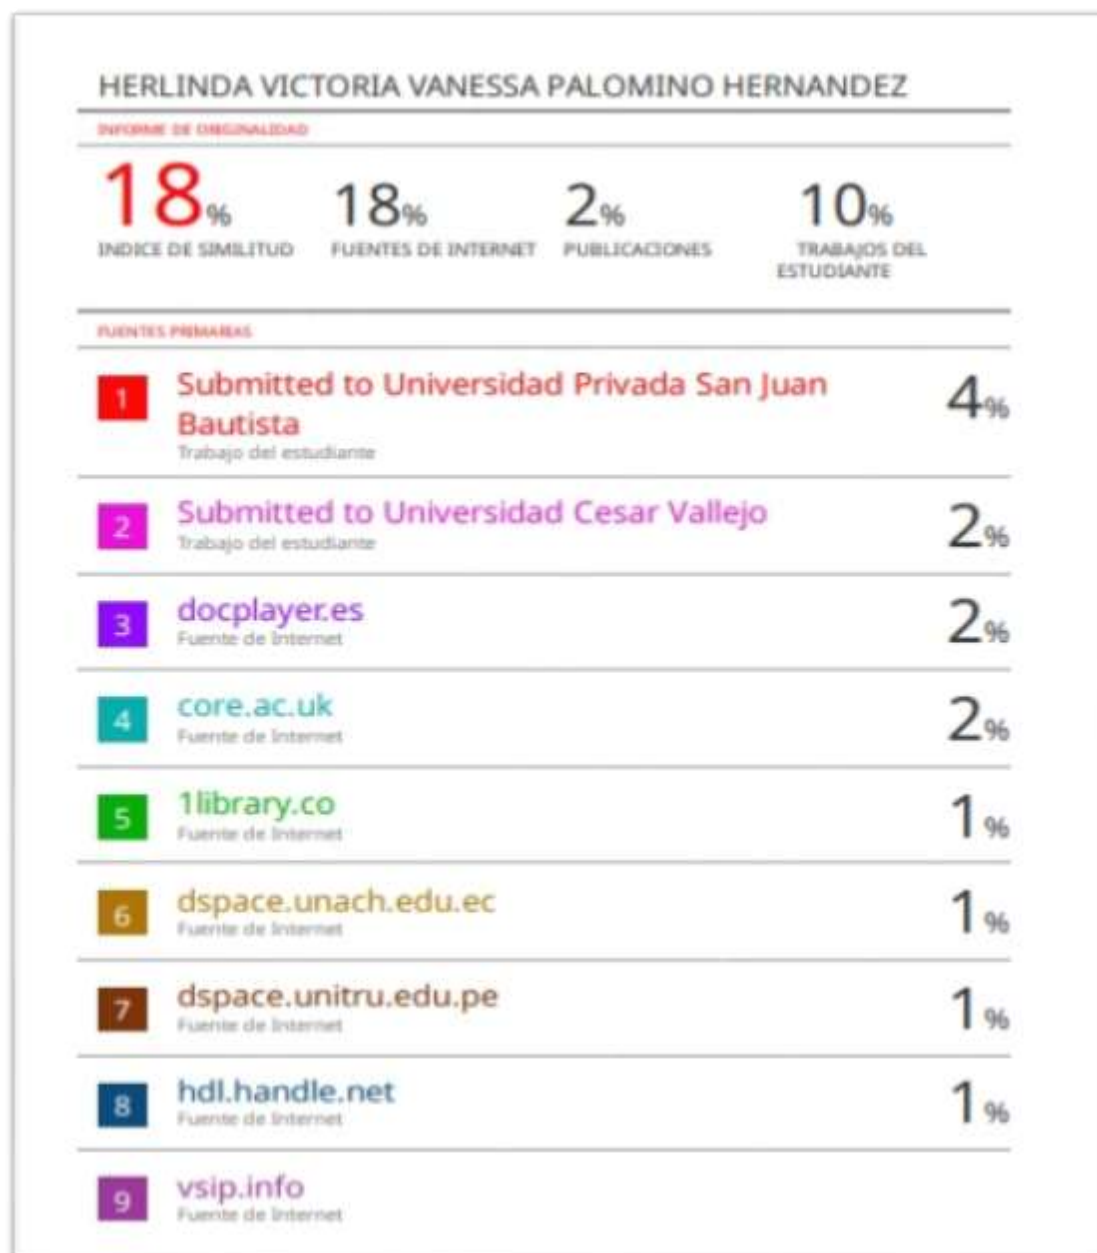 HERLINDA VICTORIA VANESSA PALOMINO HERNANDEZ
INFORME DE ORIGINALIDAD
18% 18% 2% 10%
INDICE DE SIMILITUD FUENTES DE INTERNET PUBLICACIONES TRABAJOS DEL
ESTUDIANTE
FUENTES PRIMARIAS
1 Submitted to Universidad Privada San Juan 4%
Bautista
Trabajo del estudiante
2 Submitted to Universidad Cesar Vallejo 2%
Trabajo del estudiante
3 docplayer.es 2%
Fuente de Internet
4 core.ac.uk 2%
Fuente de Internet
5 1library.co 1%
Fuente de Internet
6 dspace.unach.edu.ec 1%
Fuente de Internet
7 dspace.unitru.edu.pe 1%
Fuente de Internet
8 hdl.handle.net 1%
Fuente de Internet
9 vsip.info
Fuente de Internet